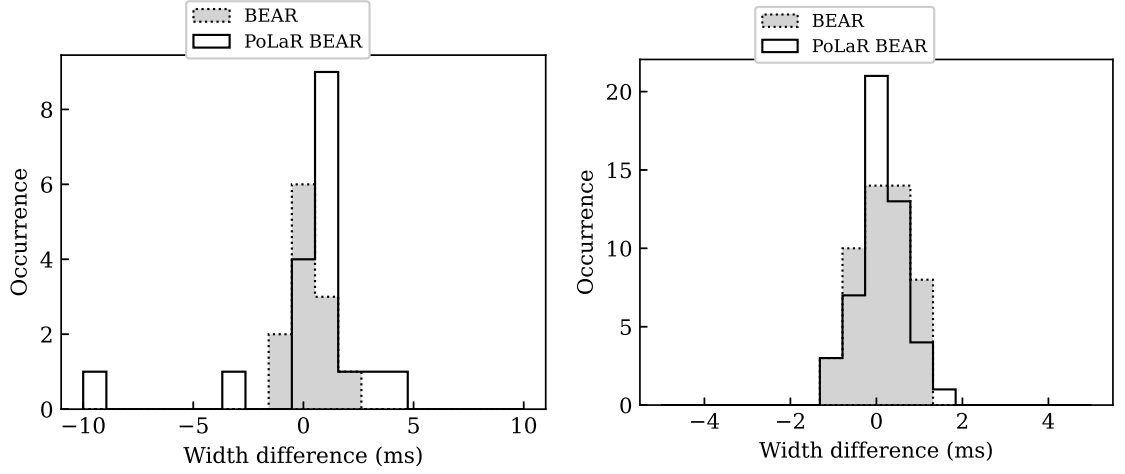 BEAR
PoLaR BEAR
8
6
4
2
0
Occurrence
−10
−5
0
5
10
Width difference (ms)
BEAR
PoLaR BEAR
20
15
10
5
0
Occurrence
−4
−2
0
2
4
Width difference (ms)